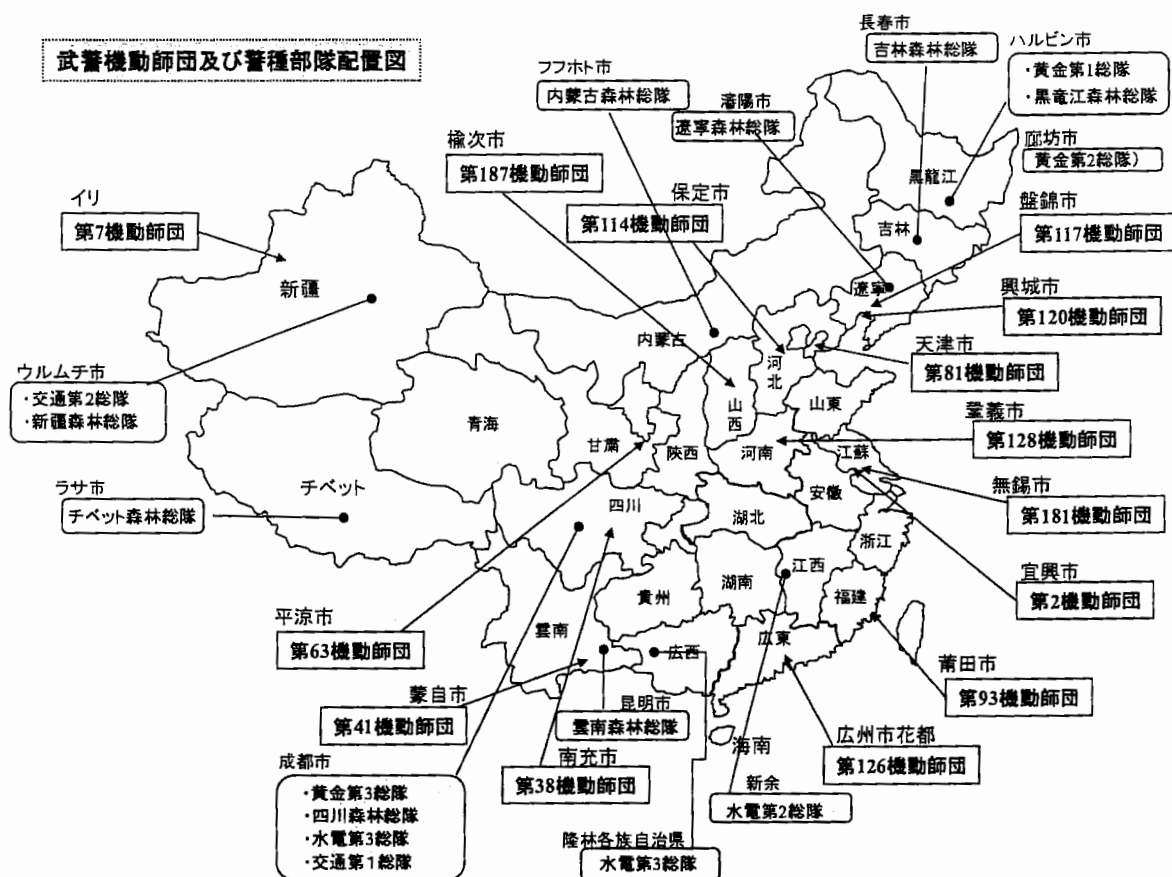 武警機動師団及び警種部隊配置図
長春市
吉林森林総隊
ハルビン市
・黄金第1総隊
・黒竜江森林総隊
フフホト市
内蒙古森林総隊
瀋陽市
遼寧森林総隊
廊坊市
黄金第2総隊)
楡次市
第187機動師団
保定市
第114機動師団
盤錦市
第117機動師団
イリ
第7機動師団
興城市
第120機動師団
天津市
第81機動師団
ウルムチ市
・交通第2総隊
・新疆森林総隊
鞏義市
第128機動師団
ラサ市
チベット森林総隊
無錫市
第181機動師団
宜興市
第2機動師団
平涼市
第63機動師団
莆田市
第93機動師団
蒙自市
第41機動師団
昆明市
雲南森林総隊
広州市花都
第126機動師団
成都市
・黄金第3総隊
・四川森林総隊
・水電第3総隊
・交通第1総隊
南充市
第38機動師団
新余
水電第2総隊
隆林各族自治県
水電第3総隊
黒龍江
吉林
遼寧
新疆
内蒙古
河北
山西
山東
青海
甘粛
陝西
河南
江蘇
チベット
四川
湖北
安徽
浙江
貴州
湖南
江西
福建
雲南
広西
広東
海南